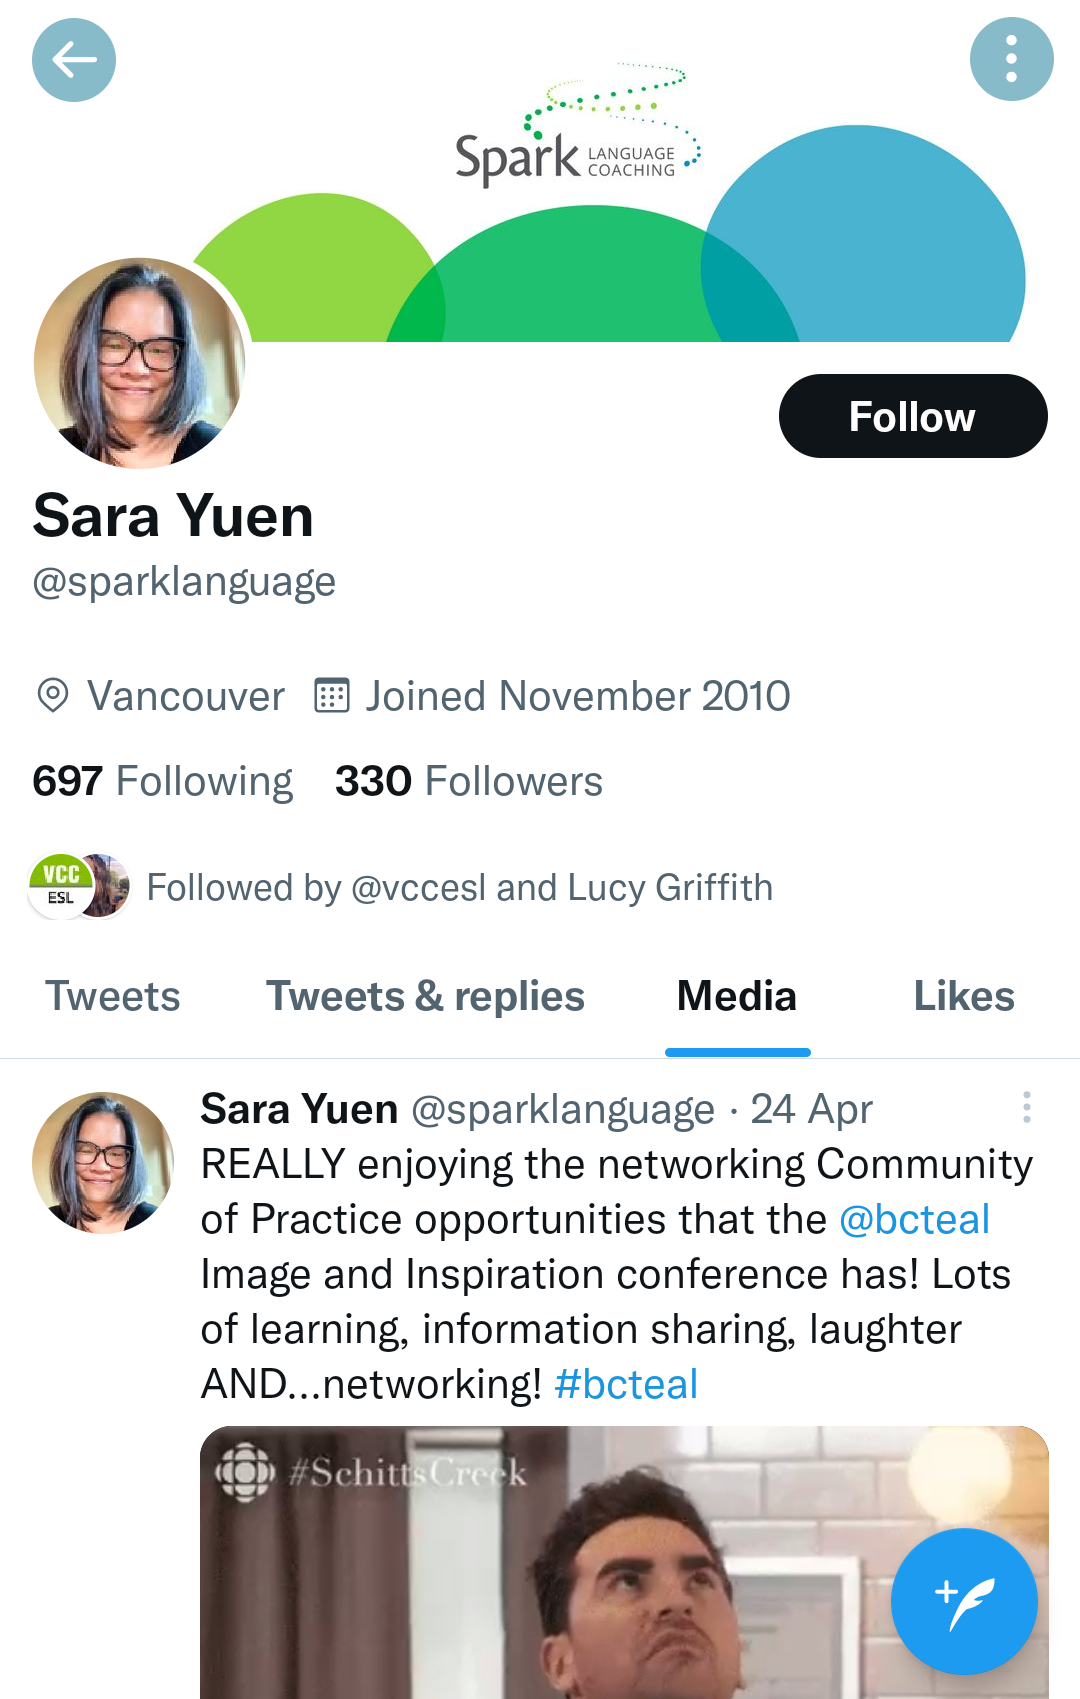 Spark LANGUAGE
COACHING
Follow
Sara Yuen
@sparklanguage
Vancouver Joined November 2010
697 Following 330 Followers
VCC
ESL
Followed by @vccesl and Lucy Griffith
Tweets Tweets & replies Media Likes
Sara Yuen @sparklanguage · 24 Apr
REALLY enjoying the networking Community
of Practice opportunities that the @bcteal
Image and Inspiration conference has! Lots
of learning, information sharing, laughter
AND...networking! #bcteal
#SchittsCreek